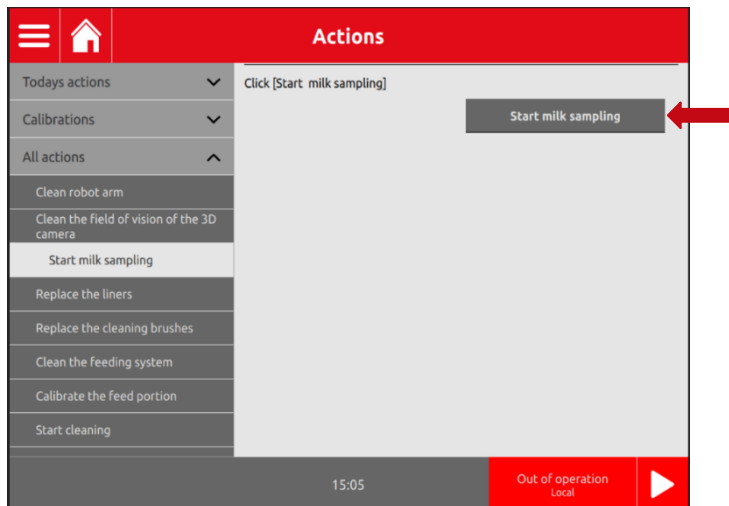 Actions
Todays actions
Calibrations
All actions
Clean robot arm
Clean the field of vision of the 3D
camera
Start milk sampling
Replace the liners
Replace the cleaning brushes
Clean the feeding system
Calibrate the feed portion
Start cleaning
Click [Start milk sampling]
Start milk sampling
15:05
Out of operation
Local